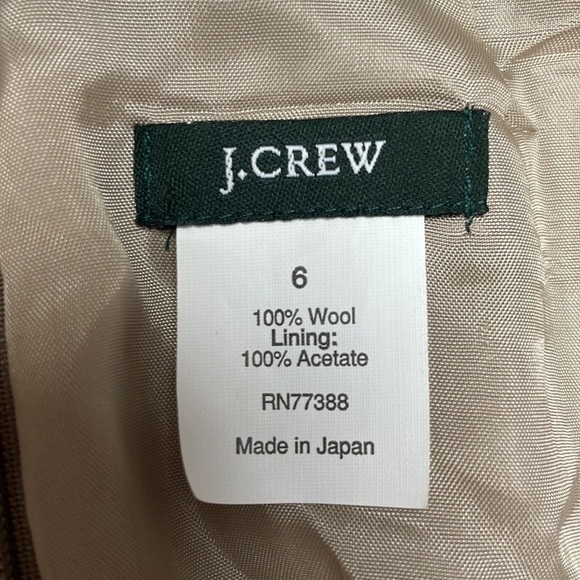 J.CREW
6
100% Wool
Lining:
100% Acetate
RN77388
Made in Japan